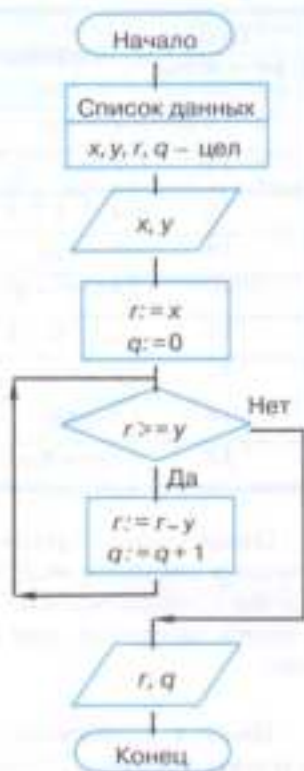 Начало
Список данных
x, y, r, q – цел
x, y
r:=x
q:=0
r>=y
Нет
Да
r:=r–y
q:=q+1
r, q
Конец